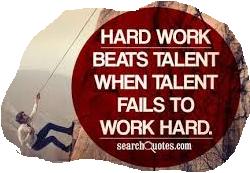 HARD WORK
BEATS TALENT
WHEN TALENT
FAILS TO
WORK HARD.
searchQuotes.com